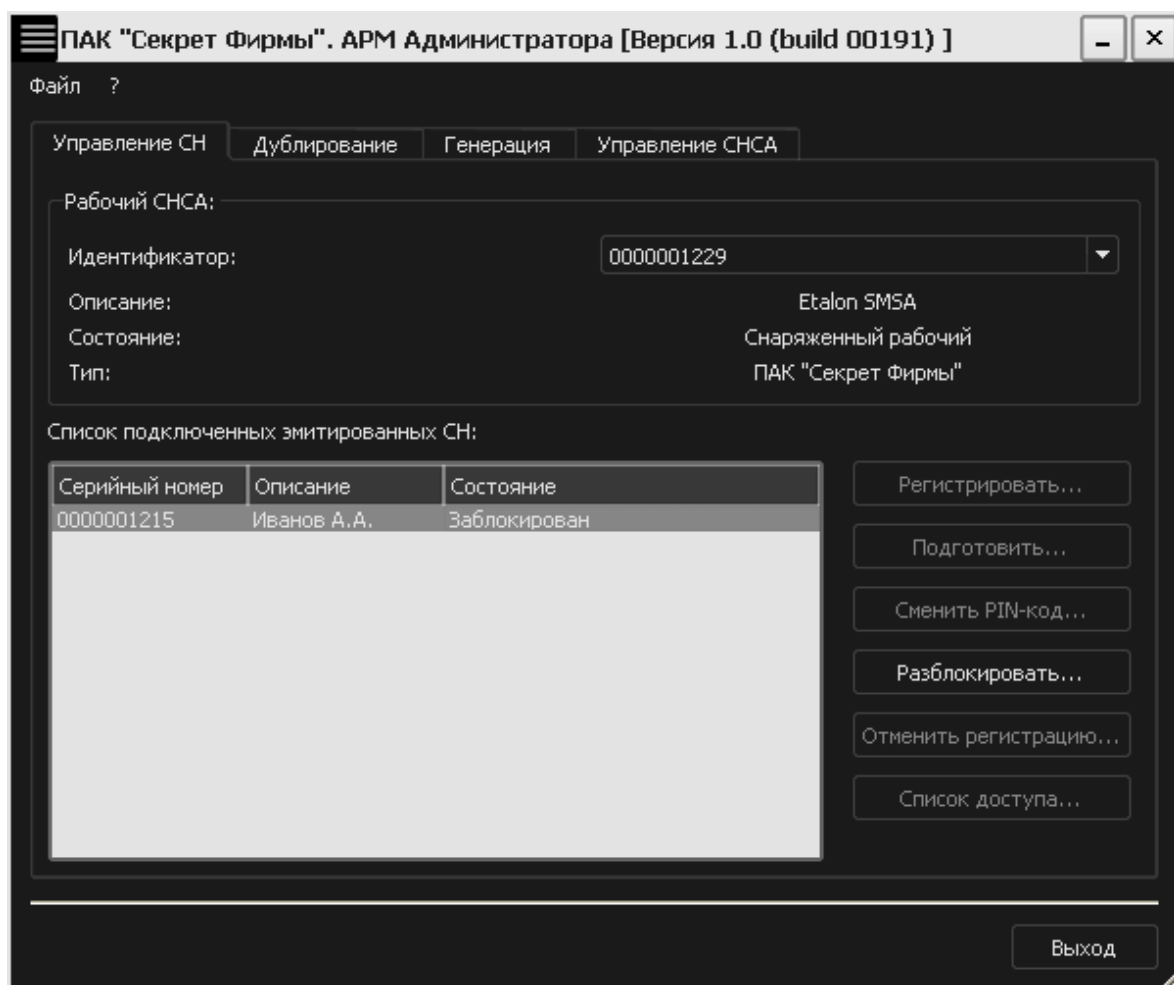 ПАК "Секрет Фирмы". АРМ Администратора [Версия 1.0 (build 00191) ]
Файл ?
Управление СН Дублирование Генерация Управление СНСА
Рабочий СНСА:
Идентификатор: 0000001229
Описание: Etalon SMSA
Состояние: Снаряженный рабочий
Тип: ПАК "Секрет Фирмы"
Список подключенных эмитированных СН:
Серийный номер Описание Состояние
0000001215 Иванов А.А. Заблокирован
Регистрировать...
Подготовить...
Сменить PIN-код...
Разблокировать...
Отменить регистрацию...
Список доступа...
Выход